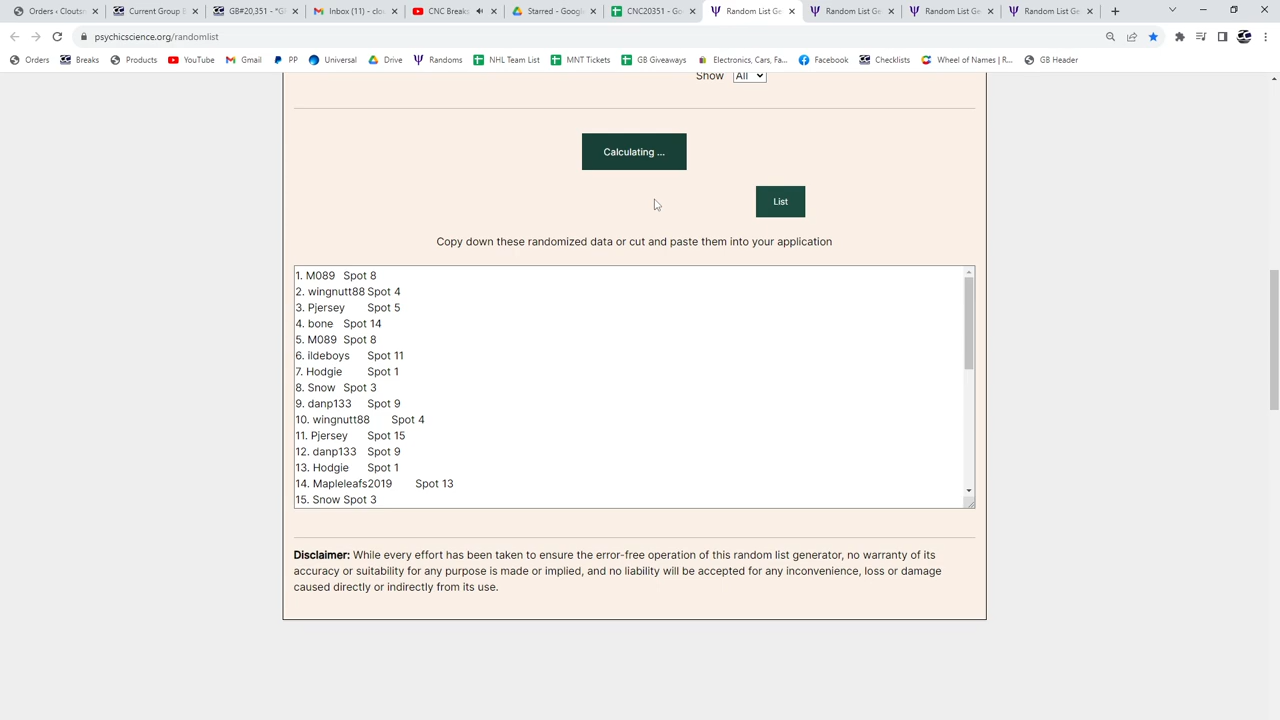 Orders ‹ Cloutsn
Current Group B
GB#20,351 - *G
Inbox (11) - clou
CNC Breaks
Starred - Google
CNC20351 - Go
Random List Ge
Random List Ge
Random List Ge
Random List Ge
psychicscience.org/randomlist
Orders
Breaks
Products
YouTube
Gmail
PP
Universal
Drive
Randoms
NHL Team List
MNT Tickets
GB Giveaways
Electronics, Cars, Fa...
Facebook
Checklists
Wheel of Names | R...
GB Header
Show All
Calculating ...
List
Copy down these randomized data or cut and paste them into your application
1. M089 Spot 8
2. wingnutt88 Spot 4
3. Pjersey Spot 5
4. bone Spot 14
5. M089 Spot 8
6. ildeboys Spot 11
7. Hodgie Spot 1
8. Snow Spot 3
9. danp133 Spot 9
10. wingnutt88 Spot 4
11. Pjersey Spot 15
12. danp133 Spot 9
13. Hodgie Spot 1
14. Mapleleafs2019 Spot 13
15. Snow Spot 3
Disclaimer: While every effort has been taken to ensure the error-free operation of this random list generator, no warranty of its
accuracy or suitability for any purpose is made or implied, and no liability will be accepted for any inconvenience, loss or damage
caused directly or indirectly from its use.